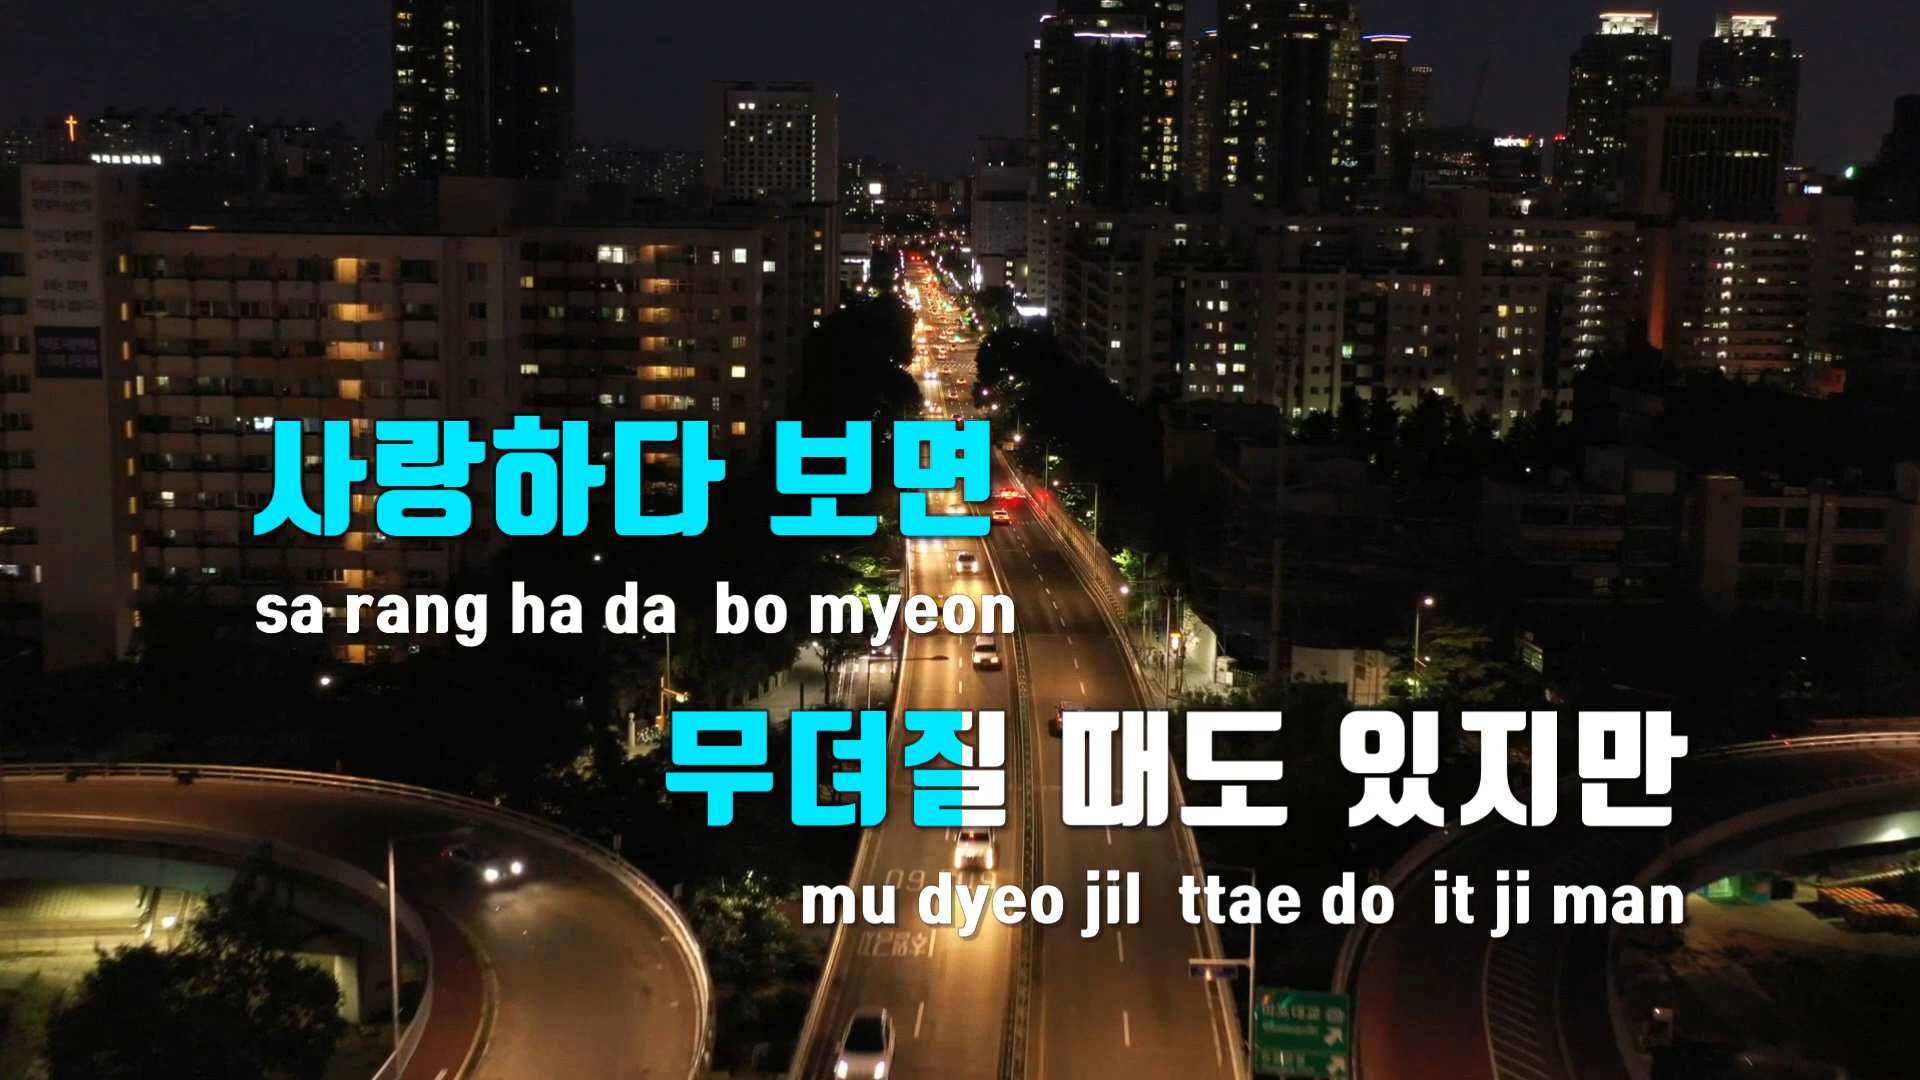 사랑하다 보면
sa rang ha da bo myeon
무뎌질 때도 있지만
mu dyeo jil ttae do it ji man